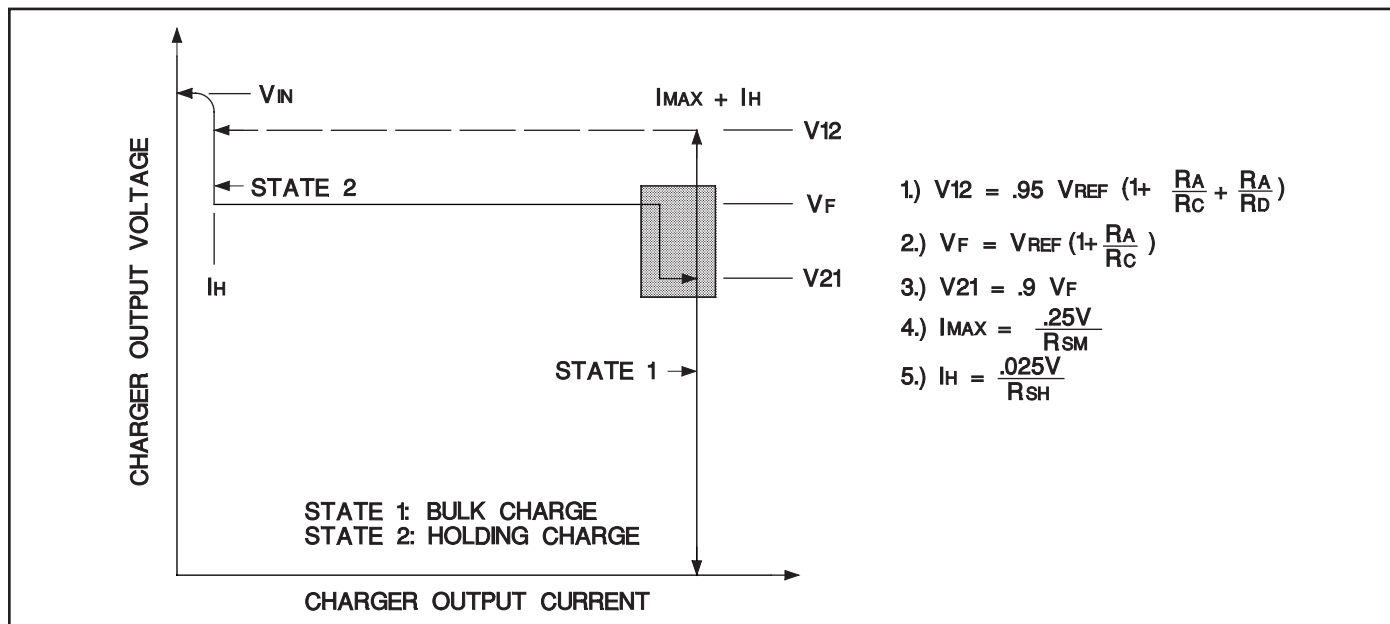 CHARGER OUTPUT VOLTAGE
VIN
IMAX + IH
V12
STATE 2
VF
IH
V21
STATE 1
STATE 1: BULK CHARGE
STATE 2: HOLDING CHARGE
CHARGER OUTPUT CURRENT
1.) V12 = .95 VREF (1+ RA/RC + RA/RD)
2.) VF = VREF (1+ RA/RC )
3.) V21 = .9 VF
4.) IMAX = .25V/RSM
5.) IH = .025V/RSH